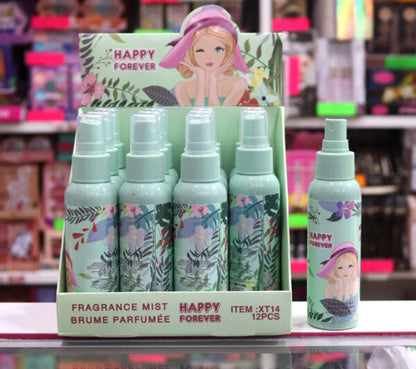 HAPPY
FOREVER
HAPPY
FOREVER
FRAGRANCE MIST
BRUME PARFUMÉE
HAPPY
FOREVER
ITEM :XT14
12PCS